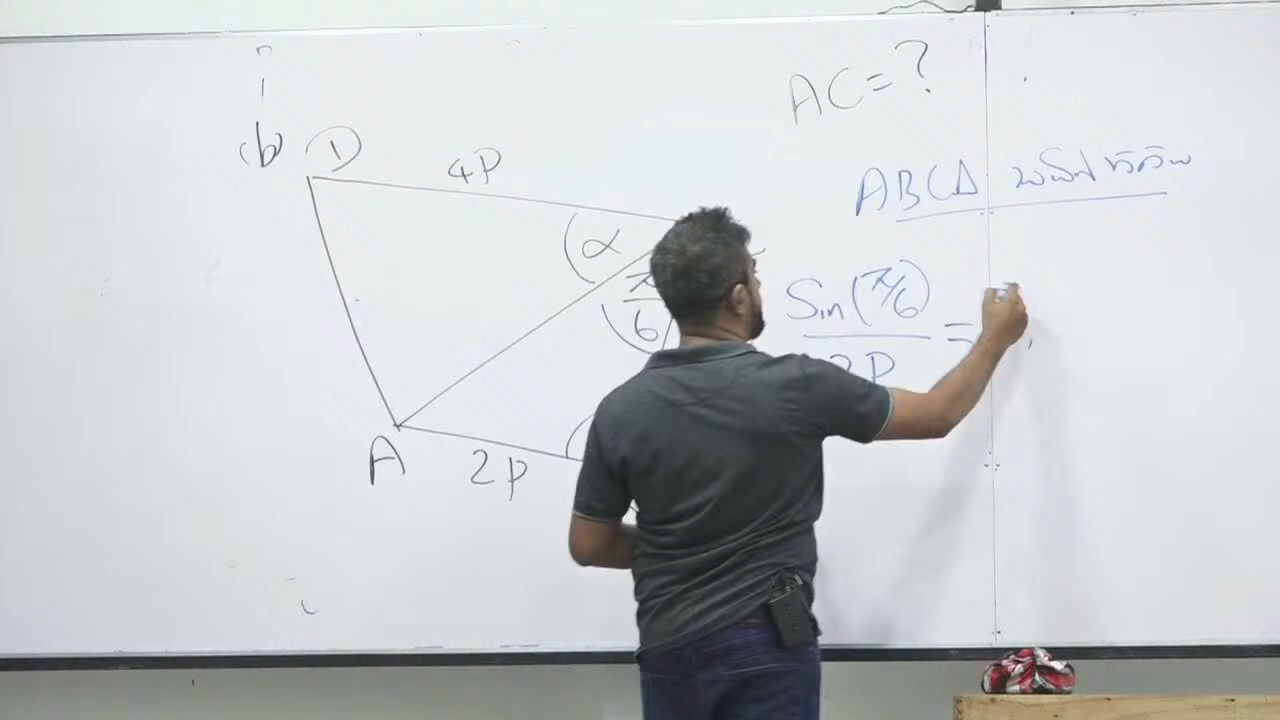 AC = ?
(b)
D
4P
α
π/6
A
2P
ABCΔ
Sin(π/6)
2P
=